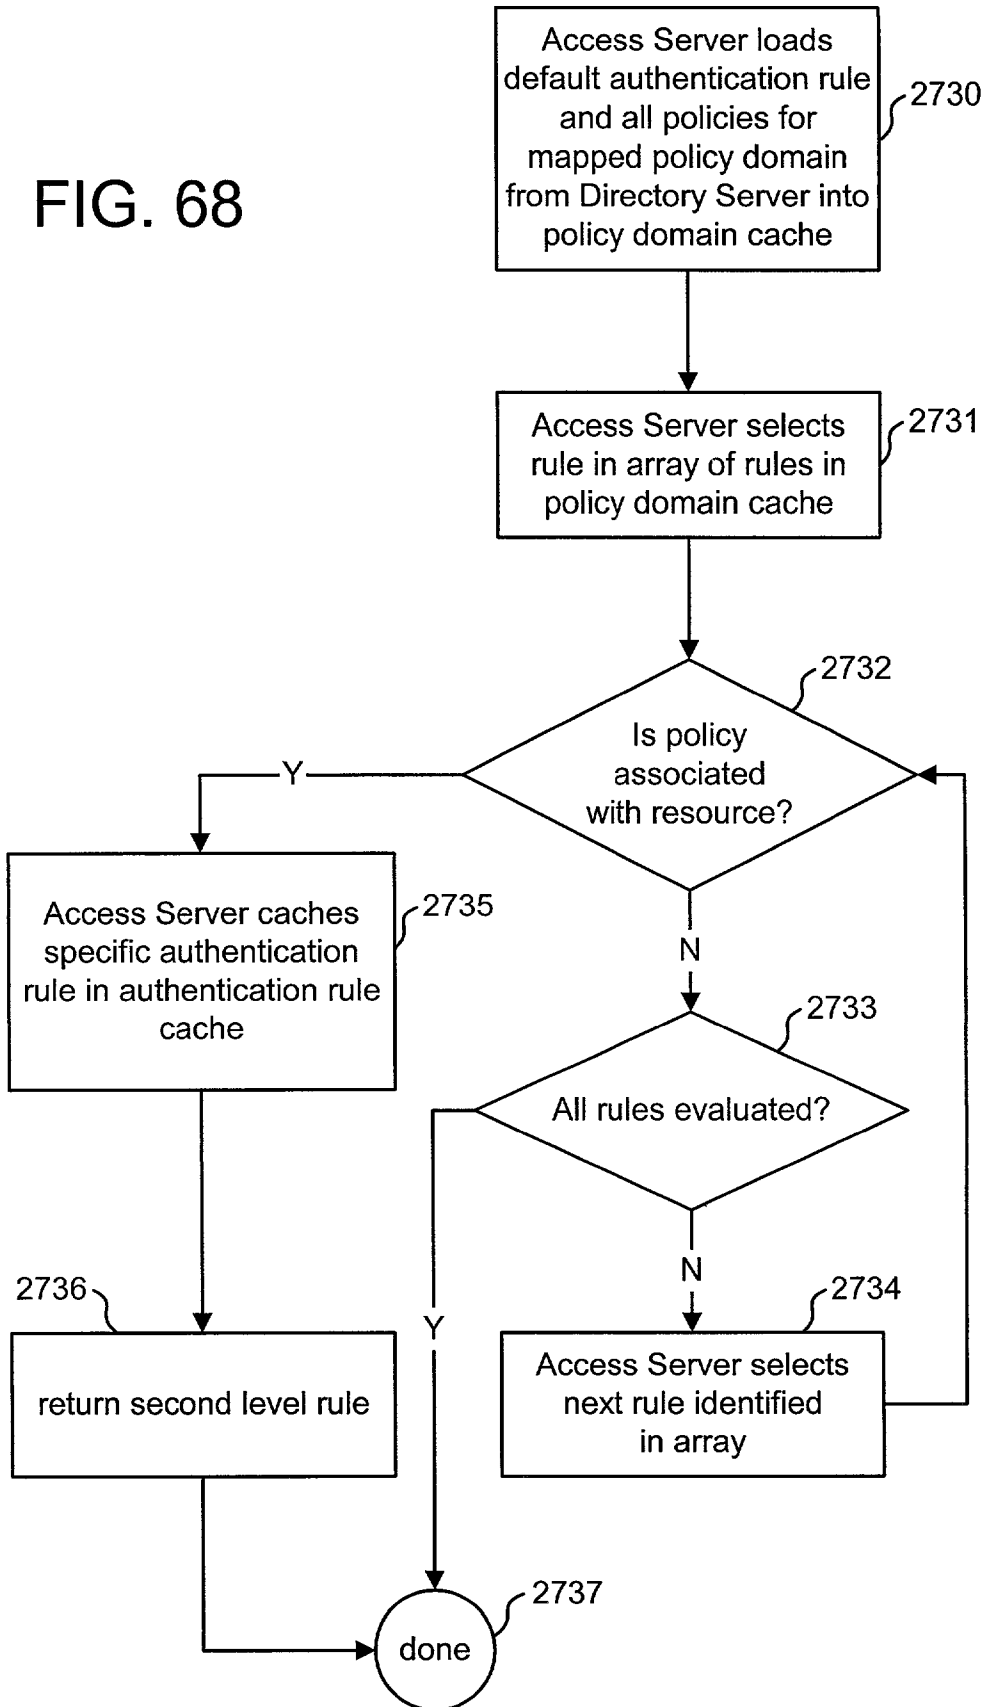 FIG. 68
Access Server loads
default authentication rule
and all policies for
mapped policy domain
from Directory Server into
policy domain cache
2730
Access Server selects
rule in array of rules in
policy domain cache
2731
2732
Is policy
associated
with resource?
Y
N
Access Server caches
specific authentication
rule in authentication rule
cache
2735
2733
All rules evaluated?
N
Y
2736
return second level rule
2734
Access Server selects
next rule identified
in array
2737
done